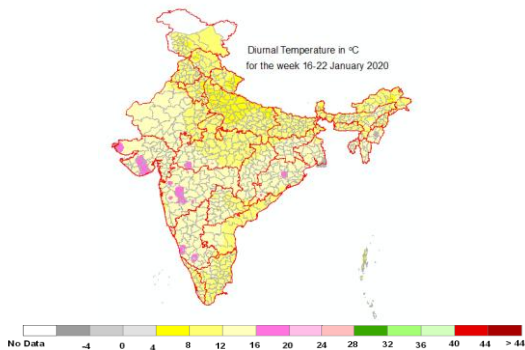 Diurnal Temperature in ºC
for the week 16-22 January 2020
No Data -4 0 4 8 12 16 20 24 28 32 36 40 44 > 44